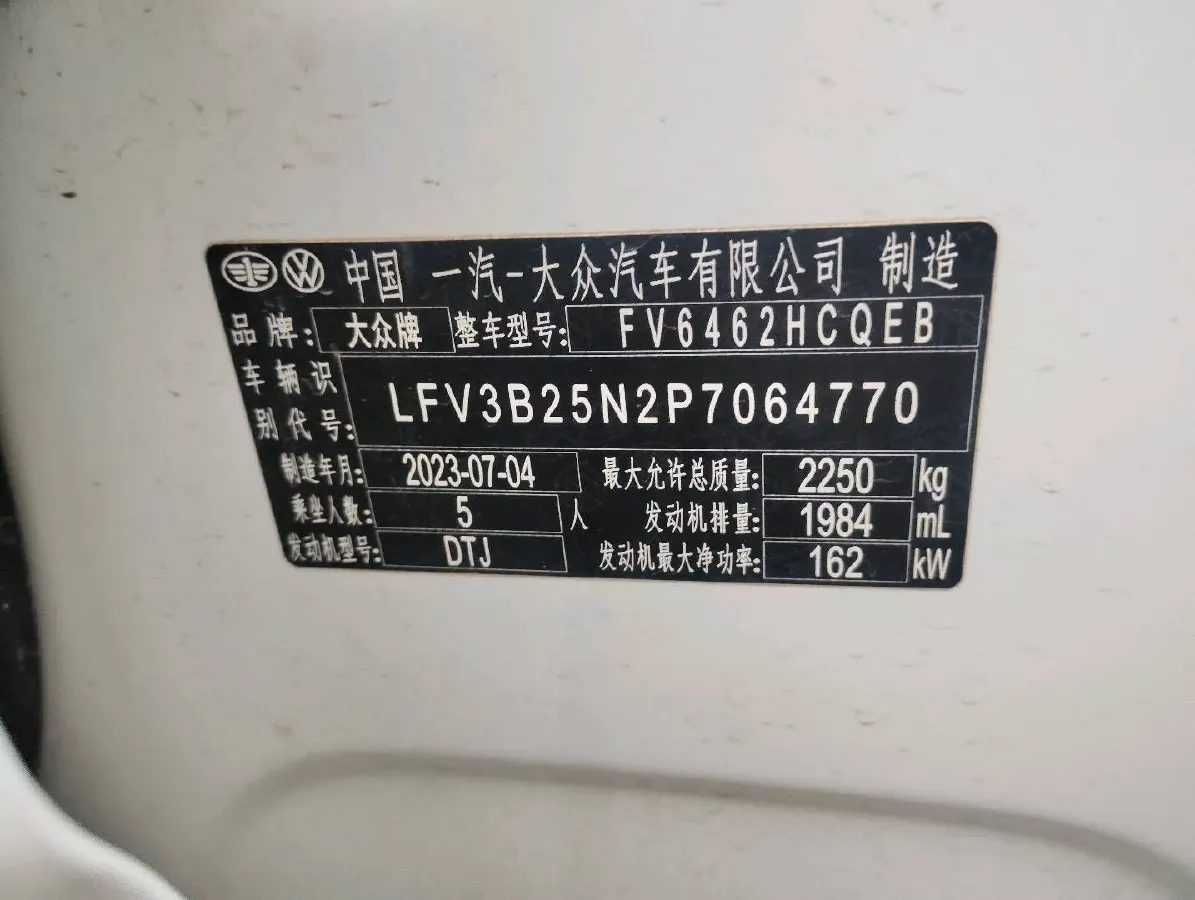 中国 一汽-大众汽车有限公司 制造
品牌: 大众牌 整车型号: FV6462HCQEB
车辆识别代号: LFV3B25N2P7064770
制造年月: 2023-07-04 最大允许总质量: 2250 kg
乘坐人数: 5 人 发动机排量: 1984 mL
发动机型号: DTJ 发动机最大净功率: 162 kW